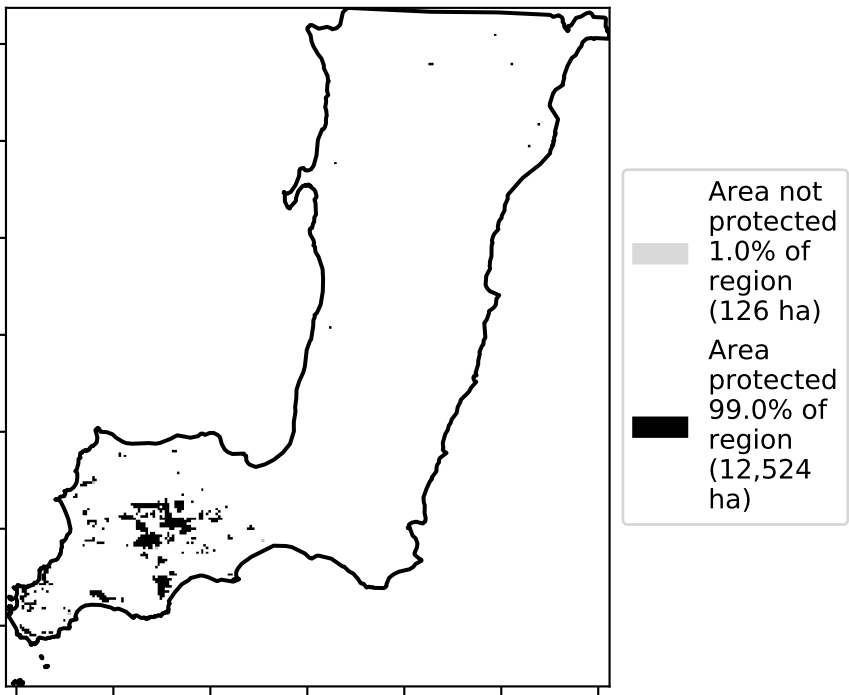 Area not
protected
1.0% of
region
(126 ha)
Area
protected
99.0% of
region
(12,524
ha)